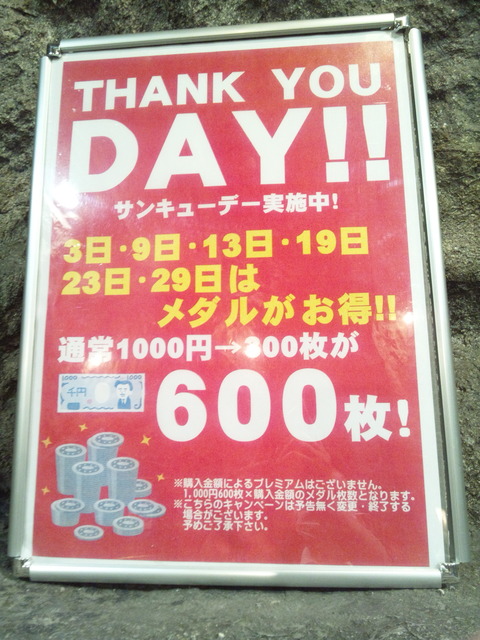 THANK YOU
DAY!!
サンキューデー実施中!
3日・9日・13日・19日
23日・29日は
メダルがお得!!
通常1000円→300枚が
1000 1000
千円
600枚!
※購入金額によるプレミアムはございません。
1,000円600枚×購入金額のメダル枚数となります。
※こちらのキャンペーンは予告無く変更・終了する
場合がございます。
予めご了承下さい。